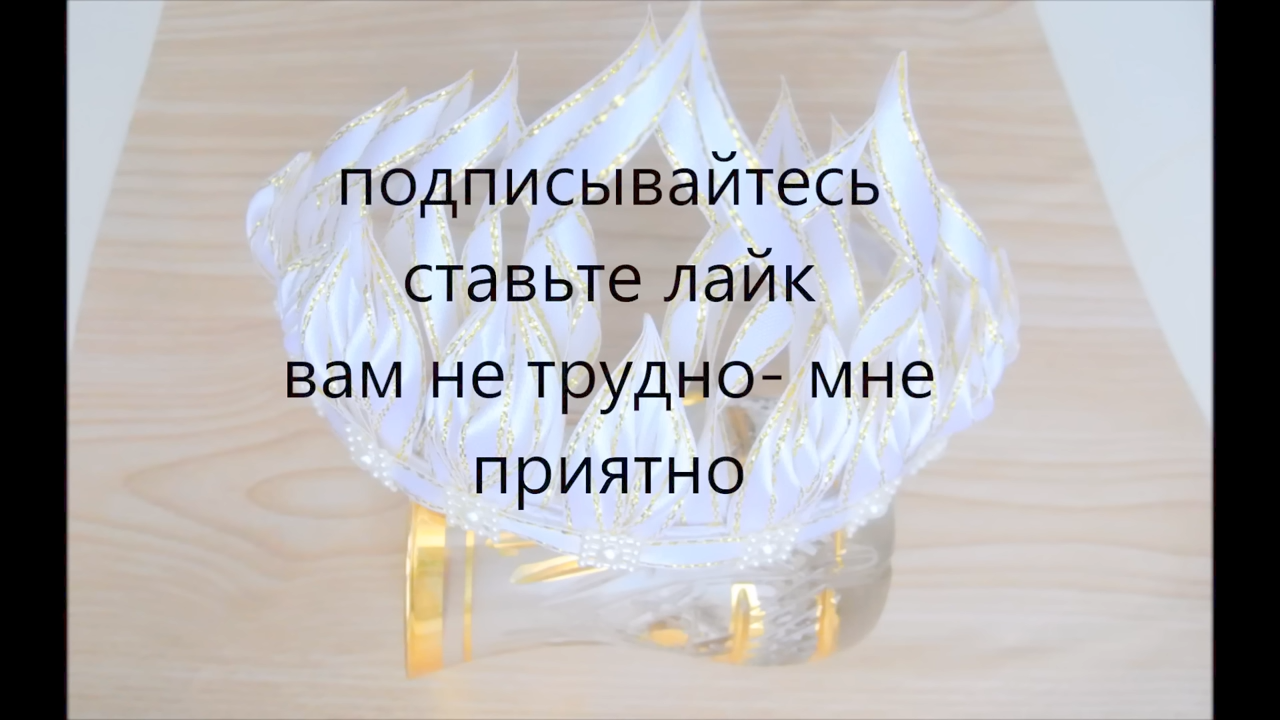 подписывайтесь
ставьте лайк
вам не трудно- мне
приятно